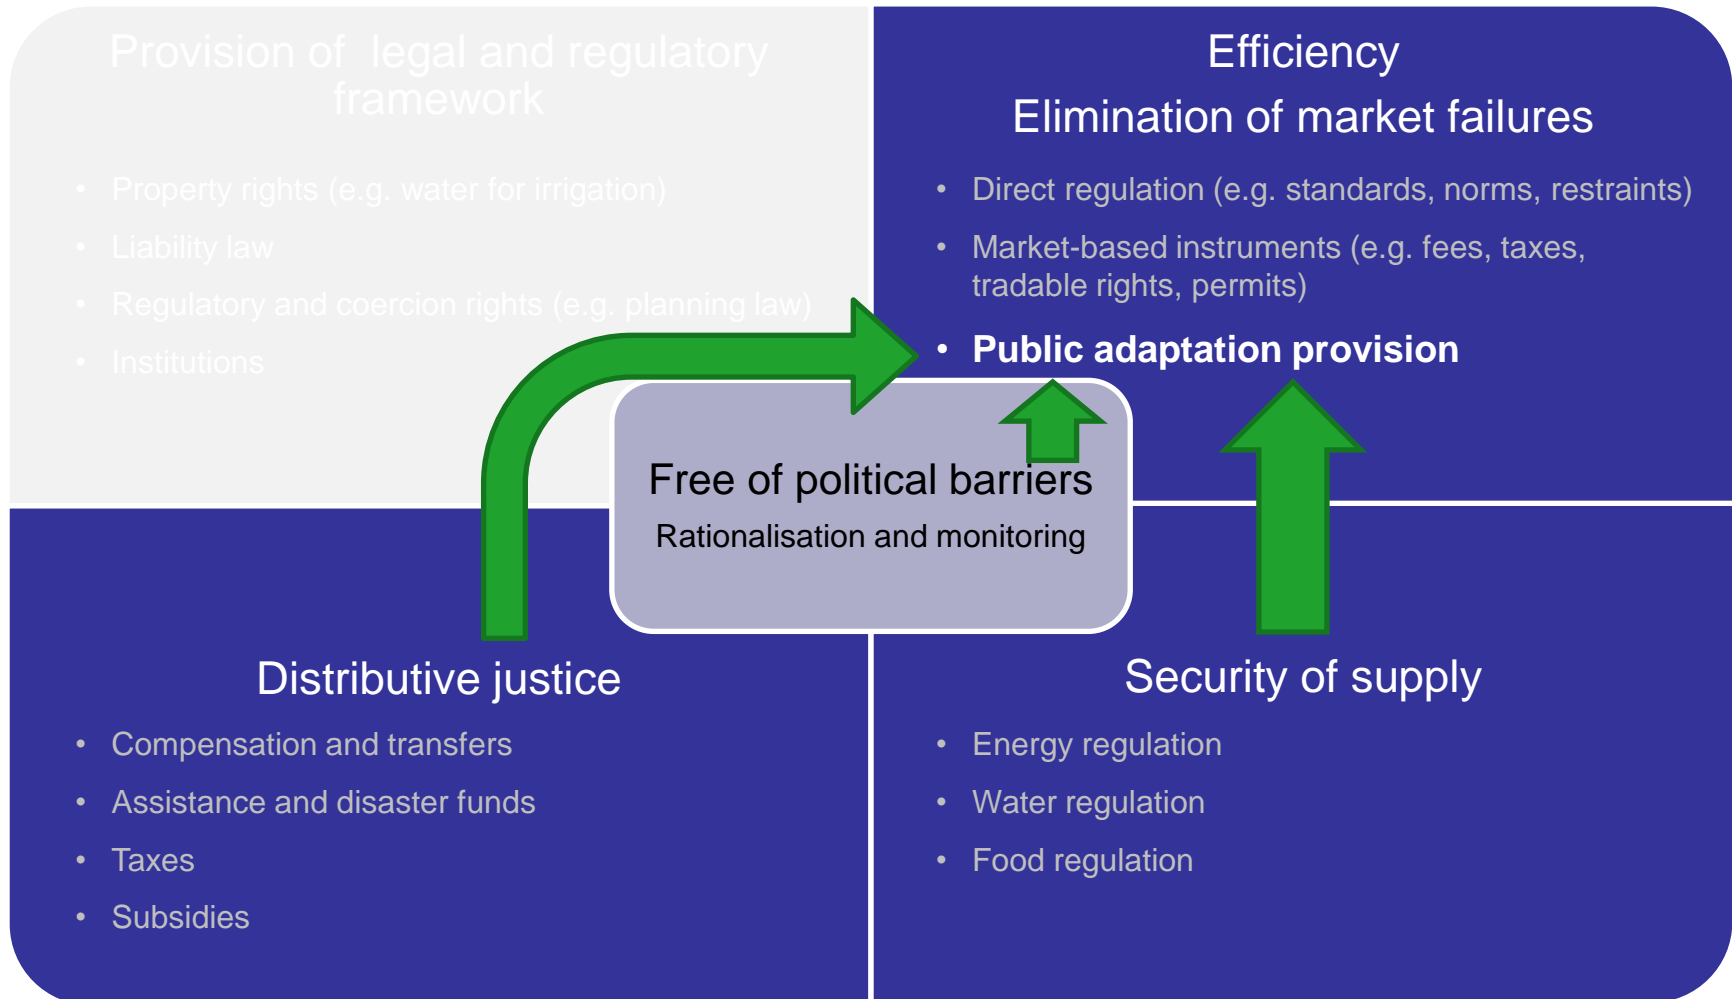 Provision of  legal and regulatory
framework
• Property rights (e.g. water for irrigation)
• Liability law
• Regulatory and coercion rights (e.g. planning law)
• Institutions
Efficiency
Elimination of market failures
• Direct regulation (e.g. standards, norms, restraints)
• Market-based instruments (e.g. fees, taxes,
tradable rights, permits)
• Public adaptation provision
Free of political barriers
Rationalisation and monitoring
Distributive justice
• Compensation and transfers
• Assistance and disaster funds
• Taxes
• Subsidies
Security of supply
• Energy regulation
• Water regulation
• Food regulation